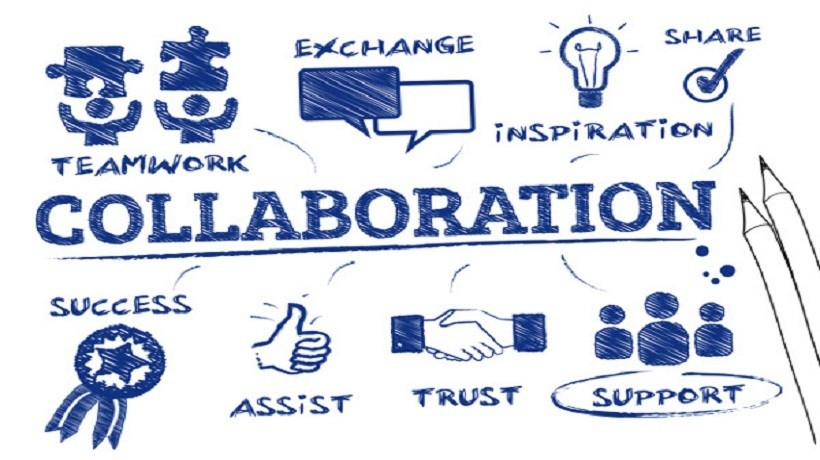 EXCHANGE
SHARE
TEAMWORK
iNSPiRATiON
COLLABORATION
SUCCESS
ASSiST
TRUST
SUPPORT